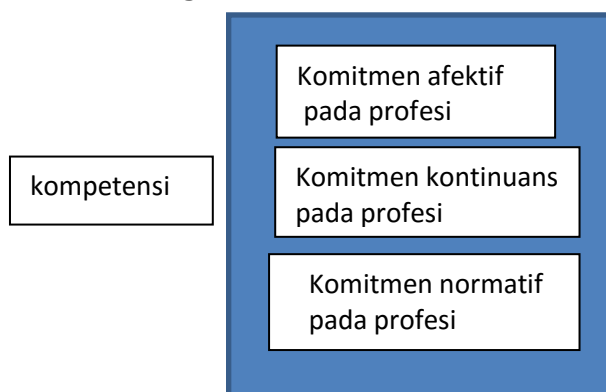 Komitmen afektif
pada profesi
kompetensi
Komitmen kontinuans
pada profesi
Komitmen normatif
pada profesi